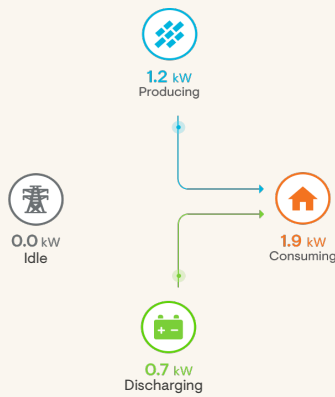 1.2 kW
Producing
0.0 kW
Idle
1.9 kW
Consuming
0.7 kW
Discharging